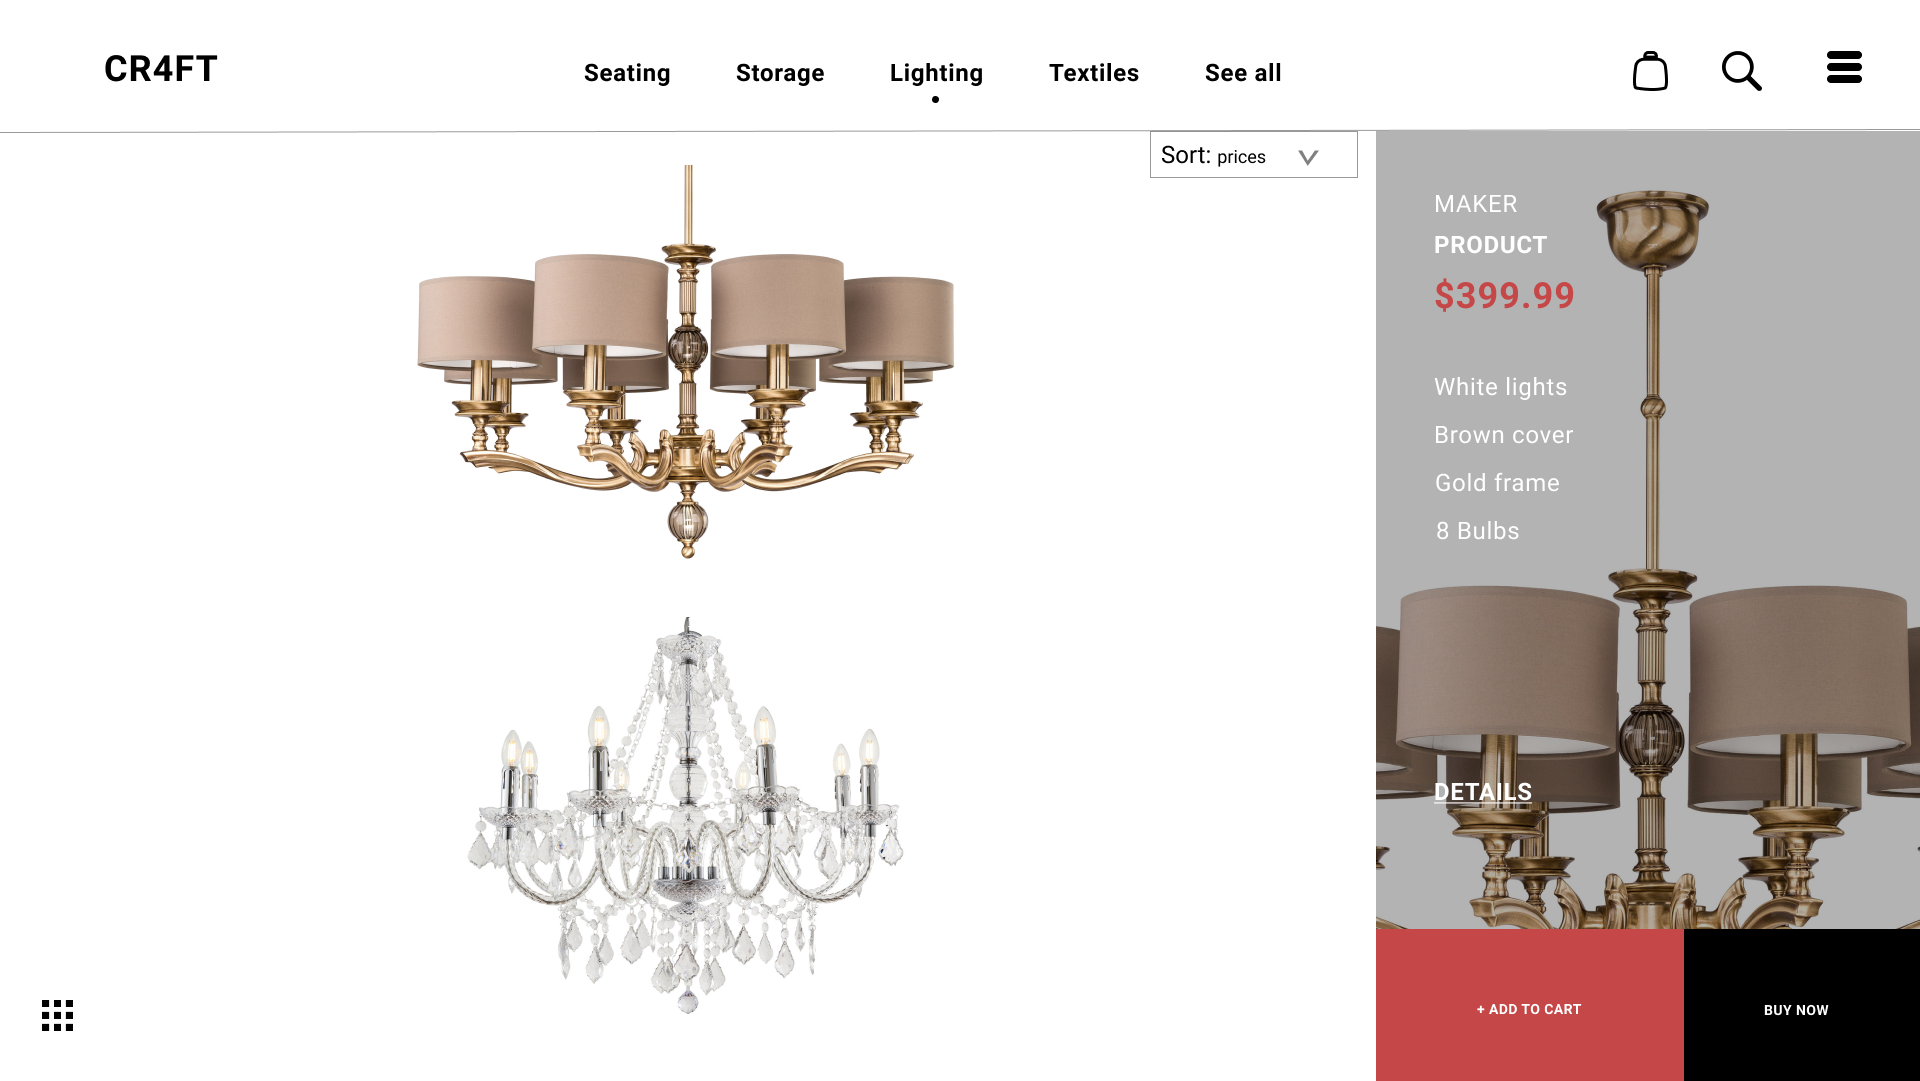 CR4FT
Seating
Storage
Lighting
Textiles
See all
Sort: prices
MAKER
PRODUCT
$399.99
White lights
Brown cover
Gold frame
8 Bulbs
DETAILS
+ ADD TO CART
BUY NOW